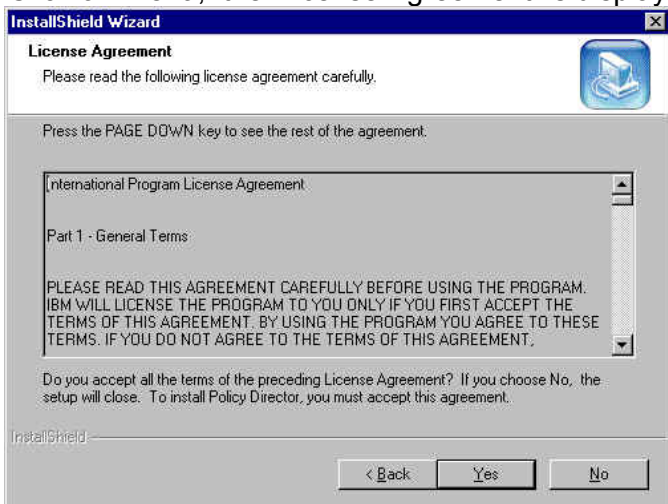 InstallShield Wizard
License Agreement
Please read the following license agreement carefully.
Press the PAGE DOWN key to see the rest of the agreement.
International Program License Agreement
Part 1 - General Terms
PLEASE READ THIS AGREEMENT CAREFULLY BEFORE USING THE PROGRAM.
IBM WILL LICENSE THE PROGRAM TO YOU ONLY IF YOU FIRST ACCEPT THE
TERMS OF THIS AGREEMENT. BY USING THE PROGRAM YOU AGREE TO THESE
TERMS. IF YOU DO NOT AGREE TO THE TERMS OF THIS AGREEMENT,
Do you accept all the terms of the preceding License Agreement? If you choose No, the
setup will close. To install Policy Director, you must accept this agreement.
InstallShield
< Back Yes No